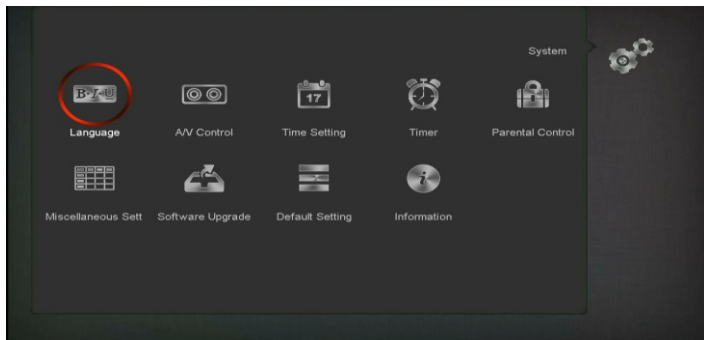 System
B-I-U
17
Language
A/V Control
Time Setting
Timer
Parental Control
i
Miscellaneous Sett
Software Upgrade
Default Setting
Information